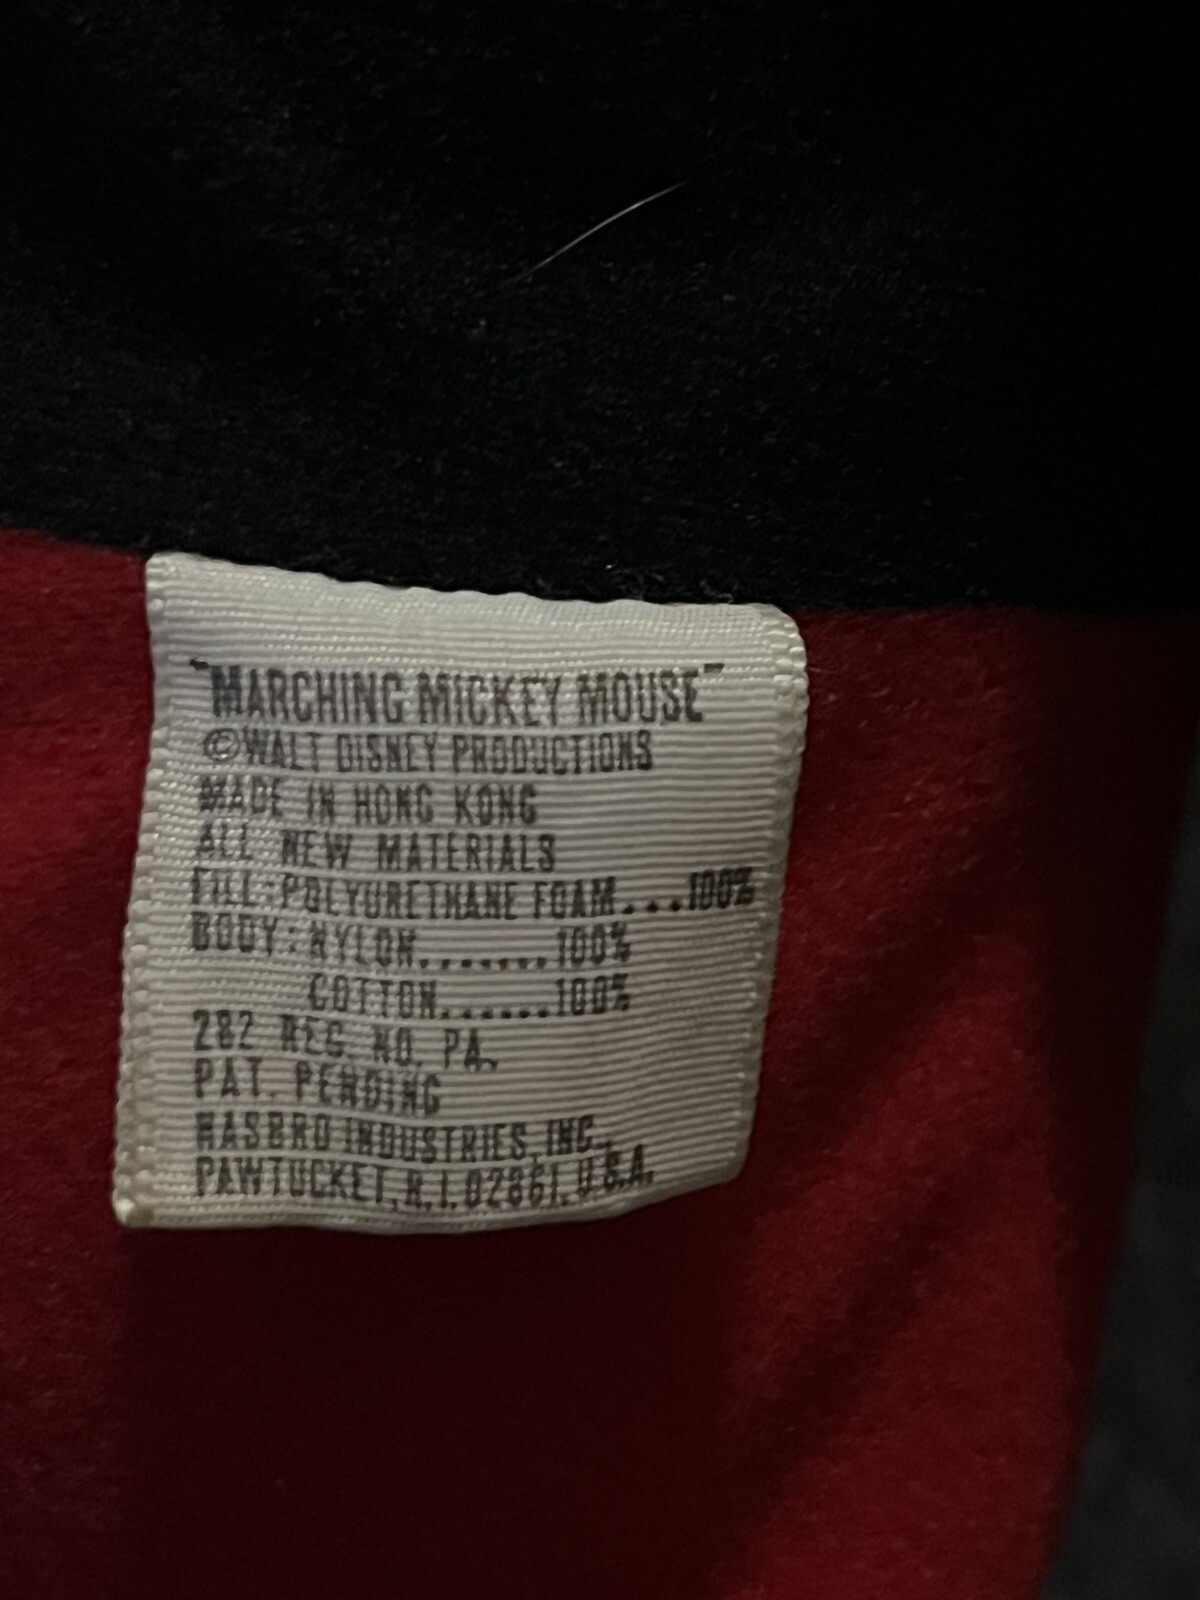 "MARCHING MICKEY MOUSE"
©WALT DISNEY PRODUCTIONS
MADE IN HONG KONG
ALL NEW MATERIALS
FILL: POLYURETHANE FOAM....100%
BODY: NYLON.......100%
COTTON......100%
282 REG. NO. PA.
PAT. PENDING
HASBRO INDUSTRIES, INC.,
PAWTUCKET, R.I. 02861. U.S.A.